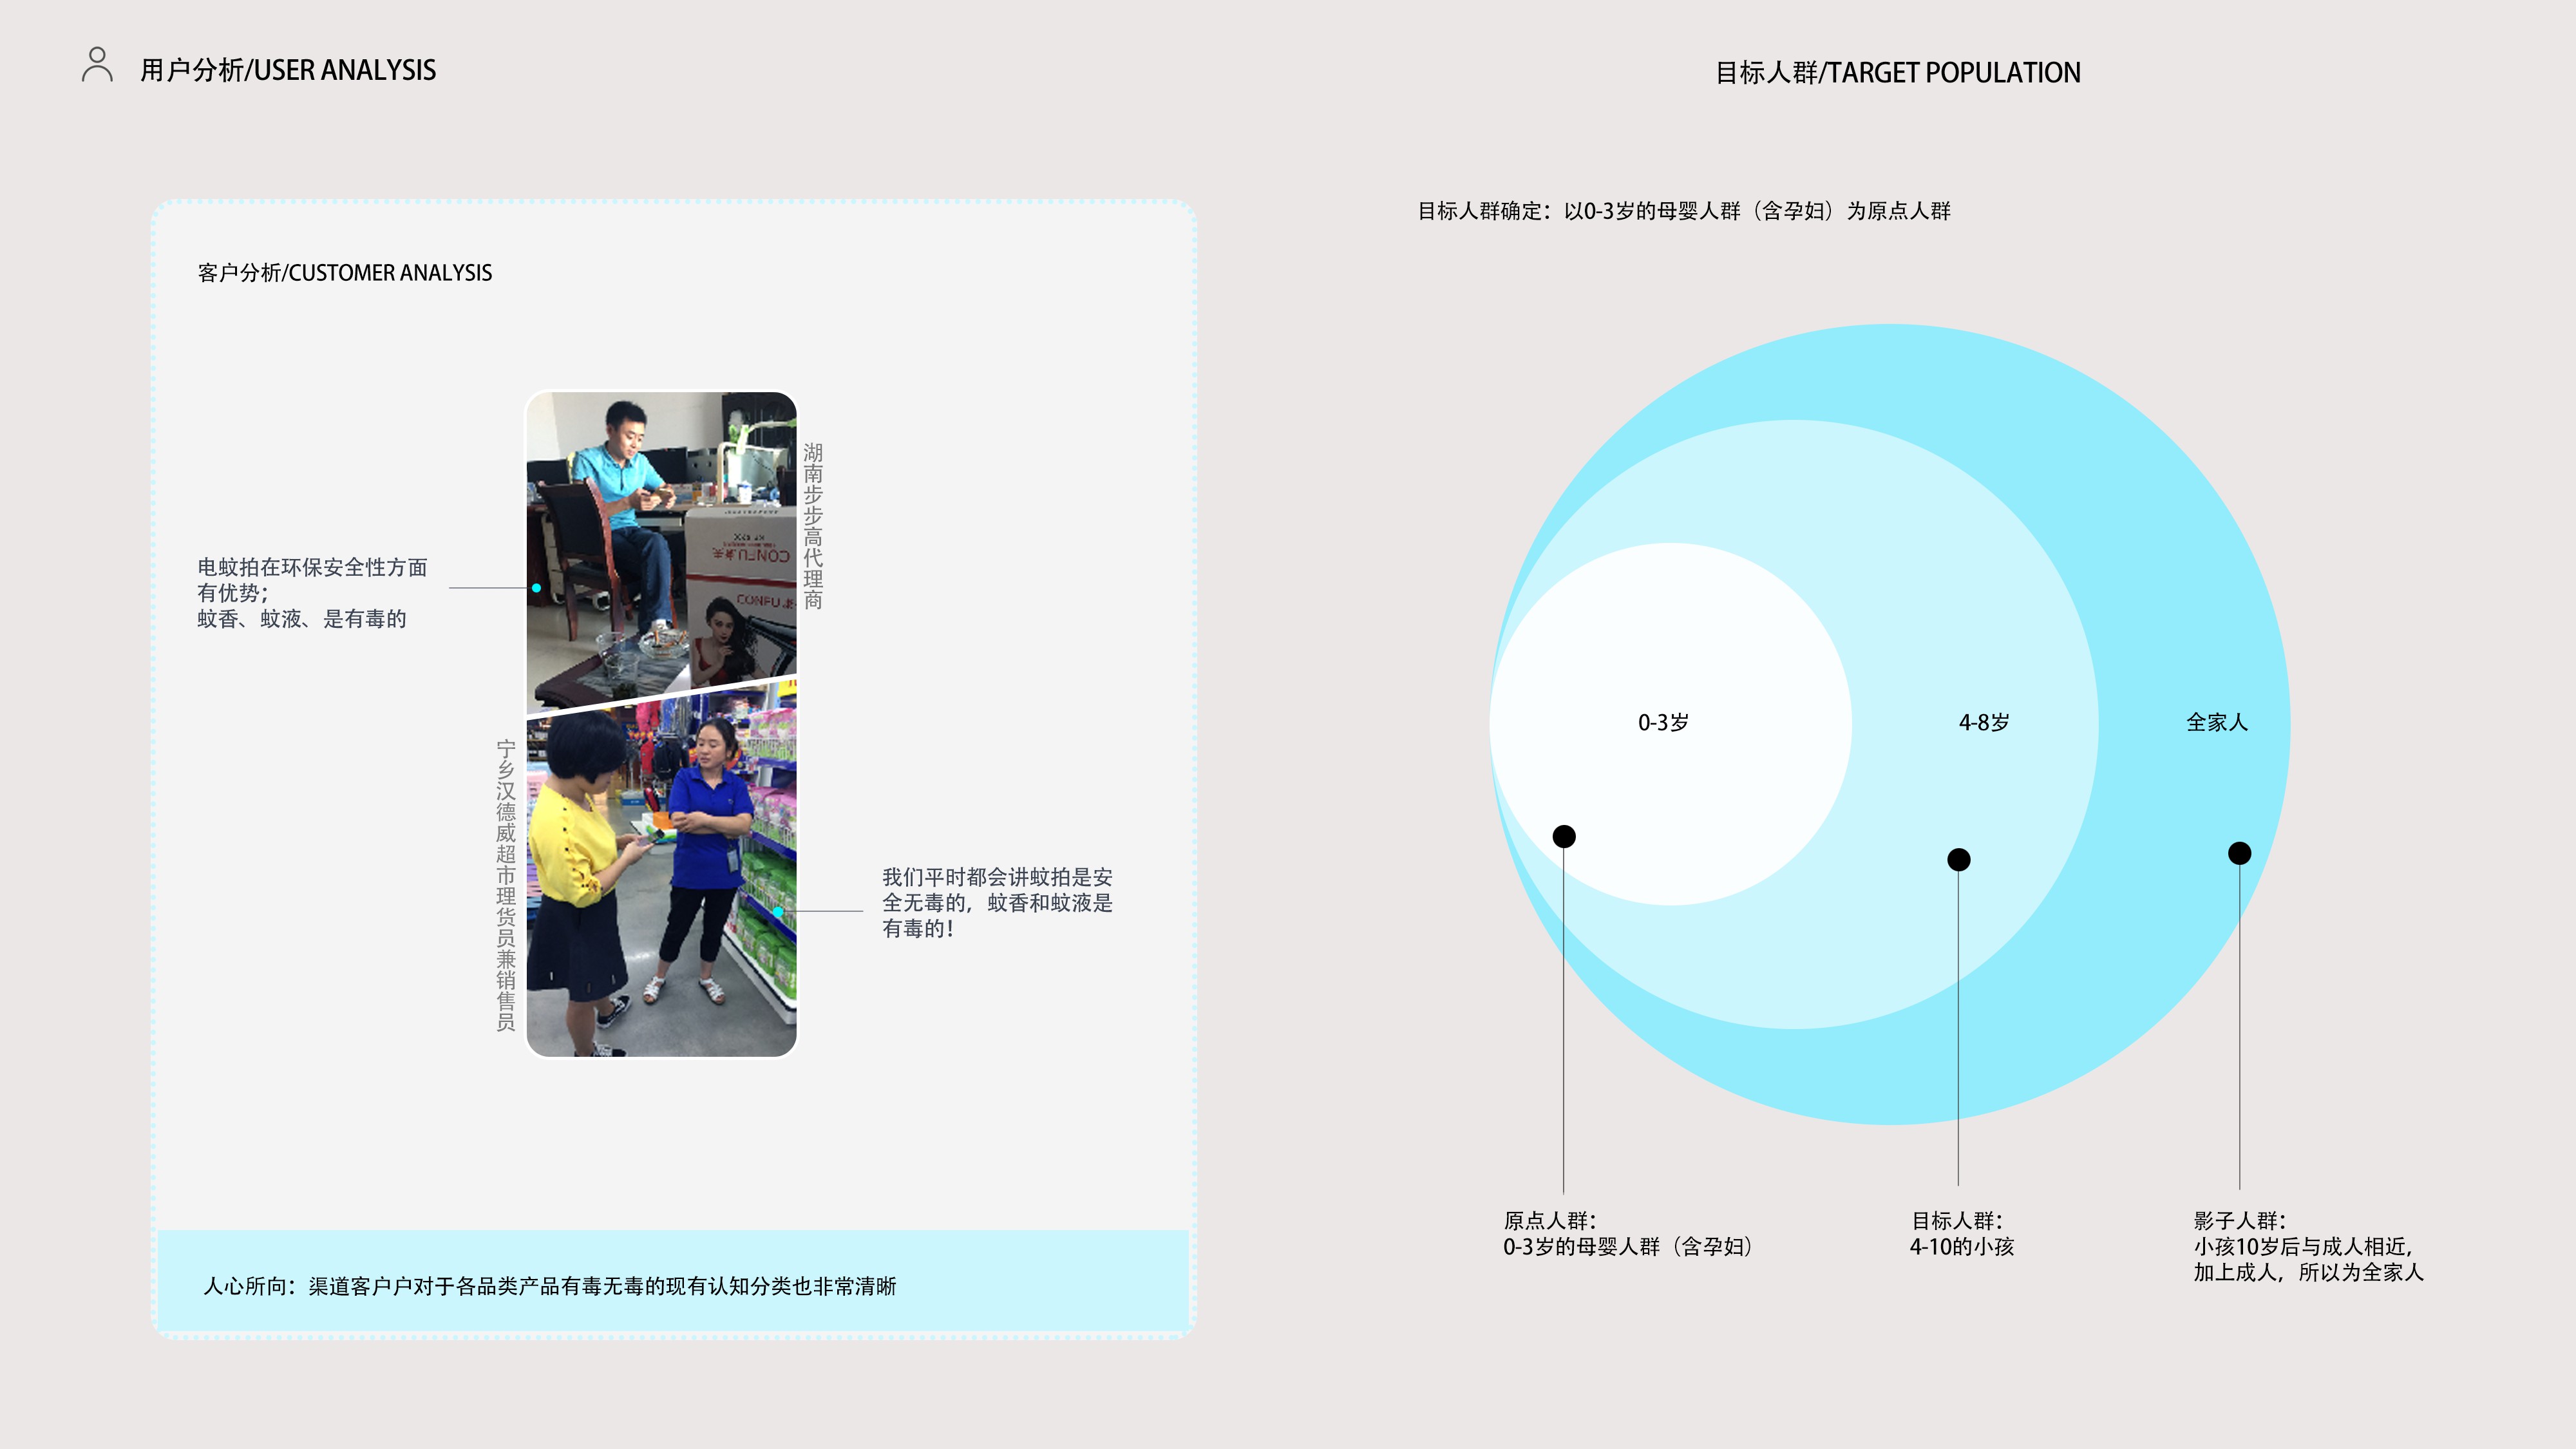 用户分析/USER ANALYSIS
目标人群/TARGET POPULATION
客户分析/CUSTOMER ANALYSIS
湖南步步高代理商
电蚊拍在环保安全性方面
有优势；
蚊香、蚊液、是有毒的
CONFU康夫
CONFU
宁乡汉德威超市理货员兼销售员
我们平时都会讲蚊拍是安
全无毒的，蚊香和蚊液是
有毒的！
人心所向：渠道客户户对于各品类产品有毒无毒的现有认知分类也非常清晰
目标人群确定：以0-3岁的母婴人群（含孕妇）为原点人群
0-3岁
4-8岁
全家人
原点人群：
0-3岁的母婴人群（含孕妇）
目标人群：
4-10的小孩
影子人群：
小孩10岁后与成人相近，
加上成人，所以为全家人